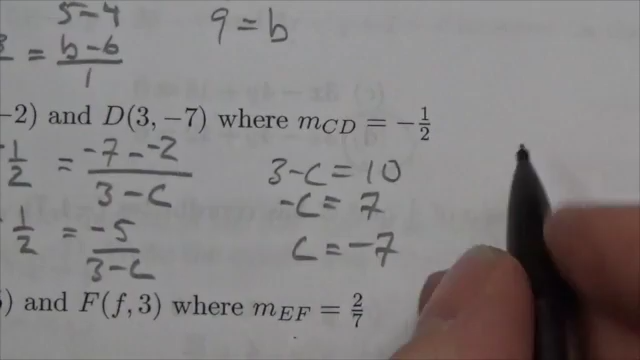 5-4
9 = b
= b-6
1
-2) and D(3, -7) where m_CD = -1/2
-1/2 = -7--2
3-c
3-c = 10
-c = 7
1/2 = -5
3-c
c = -7
) and F(f, 3) where m_EF = 2/7